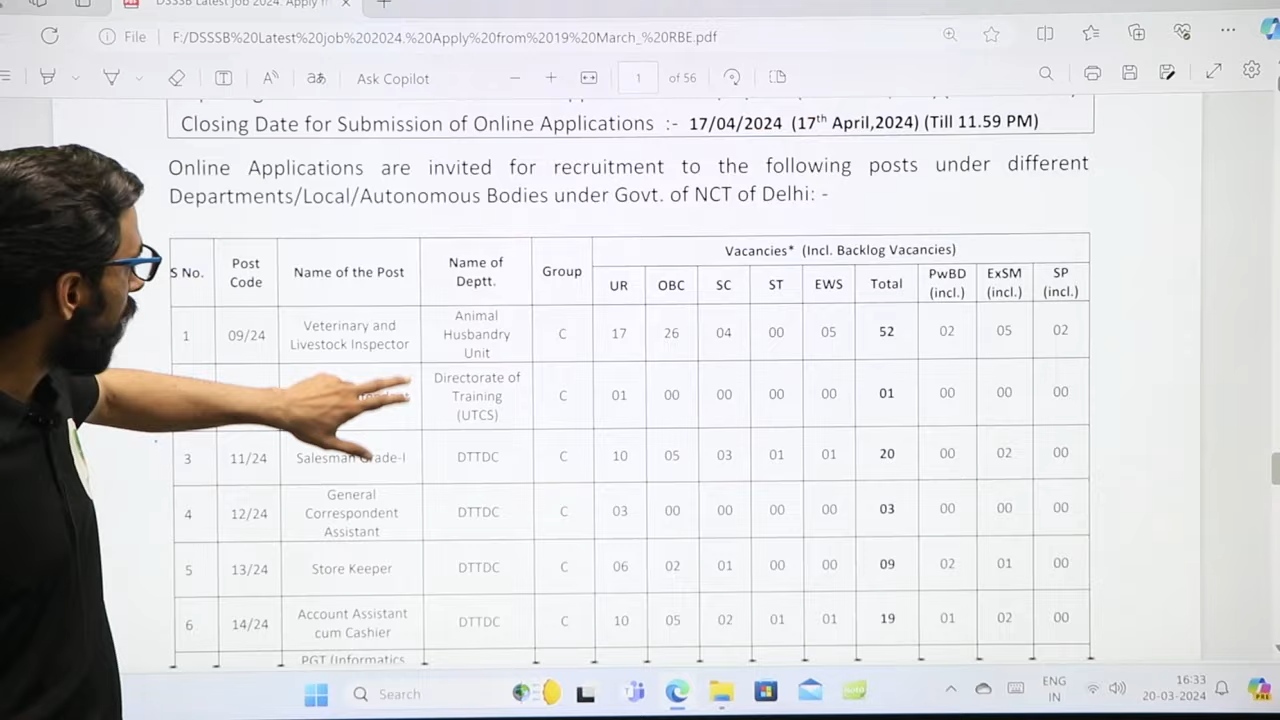 DSSSB Latest job 2024. Apply f
File F:/DSSSB%20Latest%20job%202024.%20Apply%20from%2019%20March_%20RBE.pdf
Ask Copilot 1 of 56
Closing Date for Submission of Online Applications :- 17/04/2024 (17th April,2024) (Till 11.59 PM)
Online Applications are invited for recruitment to the following posts under different
Departments/Local/Autonomous Bodies under Govt. of NCT of Delhi: -
S No. Post Code Name of the Post Name of Deptt. Group Vacancies* (Incl. Backlog Vacancies)
UR OBC SC ST EWS Total PwBD (incl.) ExSM (incl.) SP (incl.)
1 09/24 Veterinary and Livestock Inspector Animal Husbandry Unit C 17 26 04 00 05 52 02 05 02
Directorate of Training (UTCS) C 01 00 00 00 00 01 00 00 00
3 11/24 Salesman Grade-I DTTDC C 10 05 03 01 01 20 00 02 00
4 12/24 General Correspondent Assistant DTTDC C 03 00 00 00 00 03 00 00 00
5 13/24 Store Keeper DTTDC C 06 02 01 00 00 09 02 01 00
6 14/24 Account Assistant cum Cashier DTTDC C 10 05 02 01 01 19 01 02 00
PGT (Informatics
Search
ENG
IN
16:33
20-03-2024